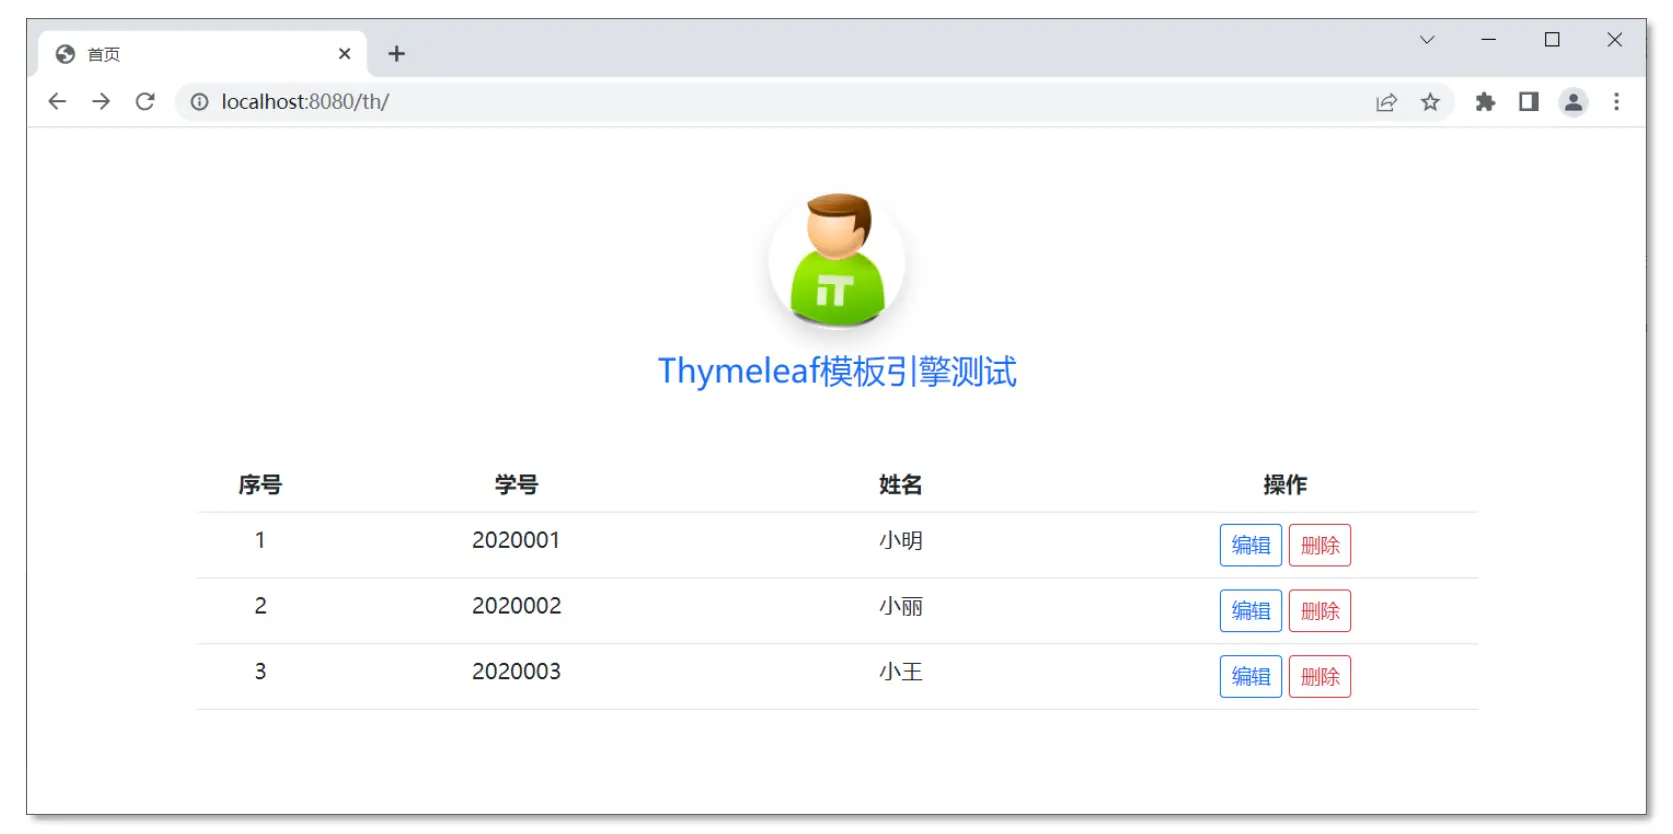 首页
localhost:8080/th/
iT
Thymeleaf模板引擎测试
序号 学号 姓名 操作
1 2020001 小明 编辑 删除
2 2020002 小丽 编辑 删除
3 2020003 小王 编辑 删除